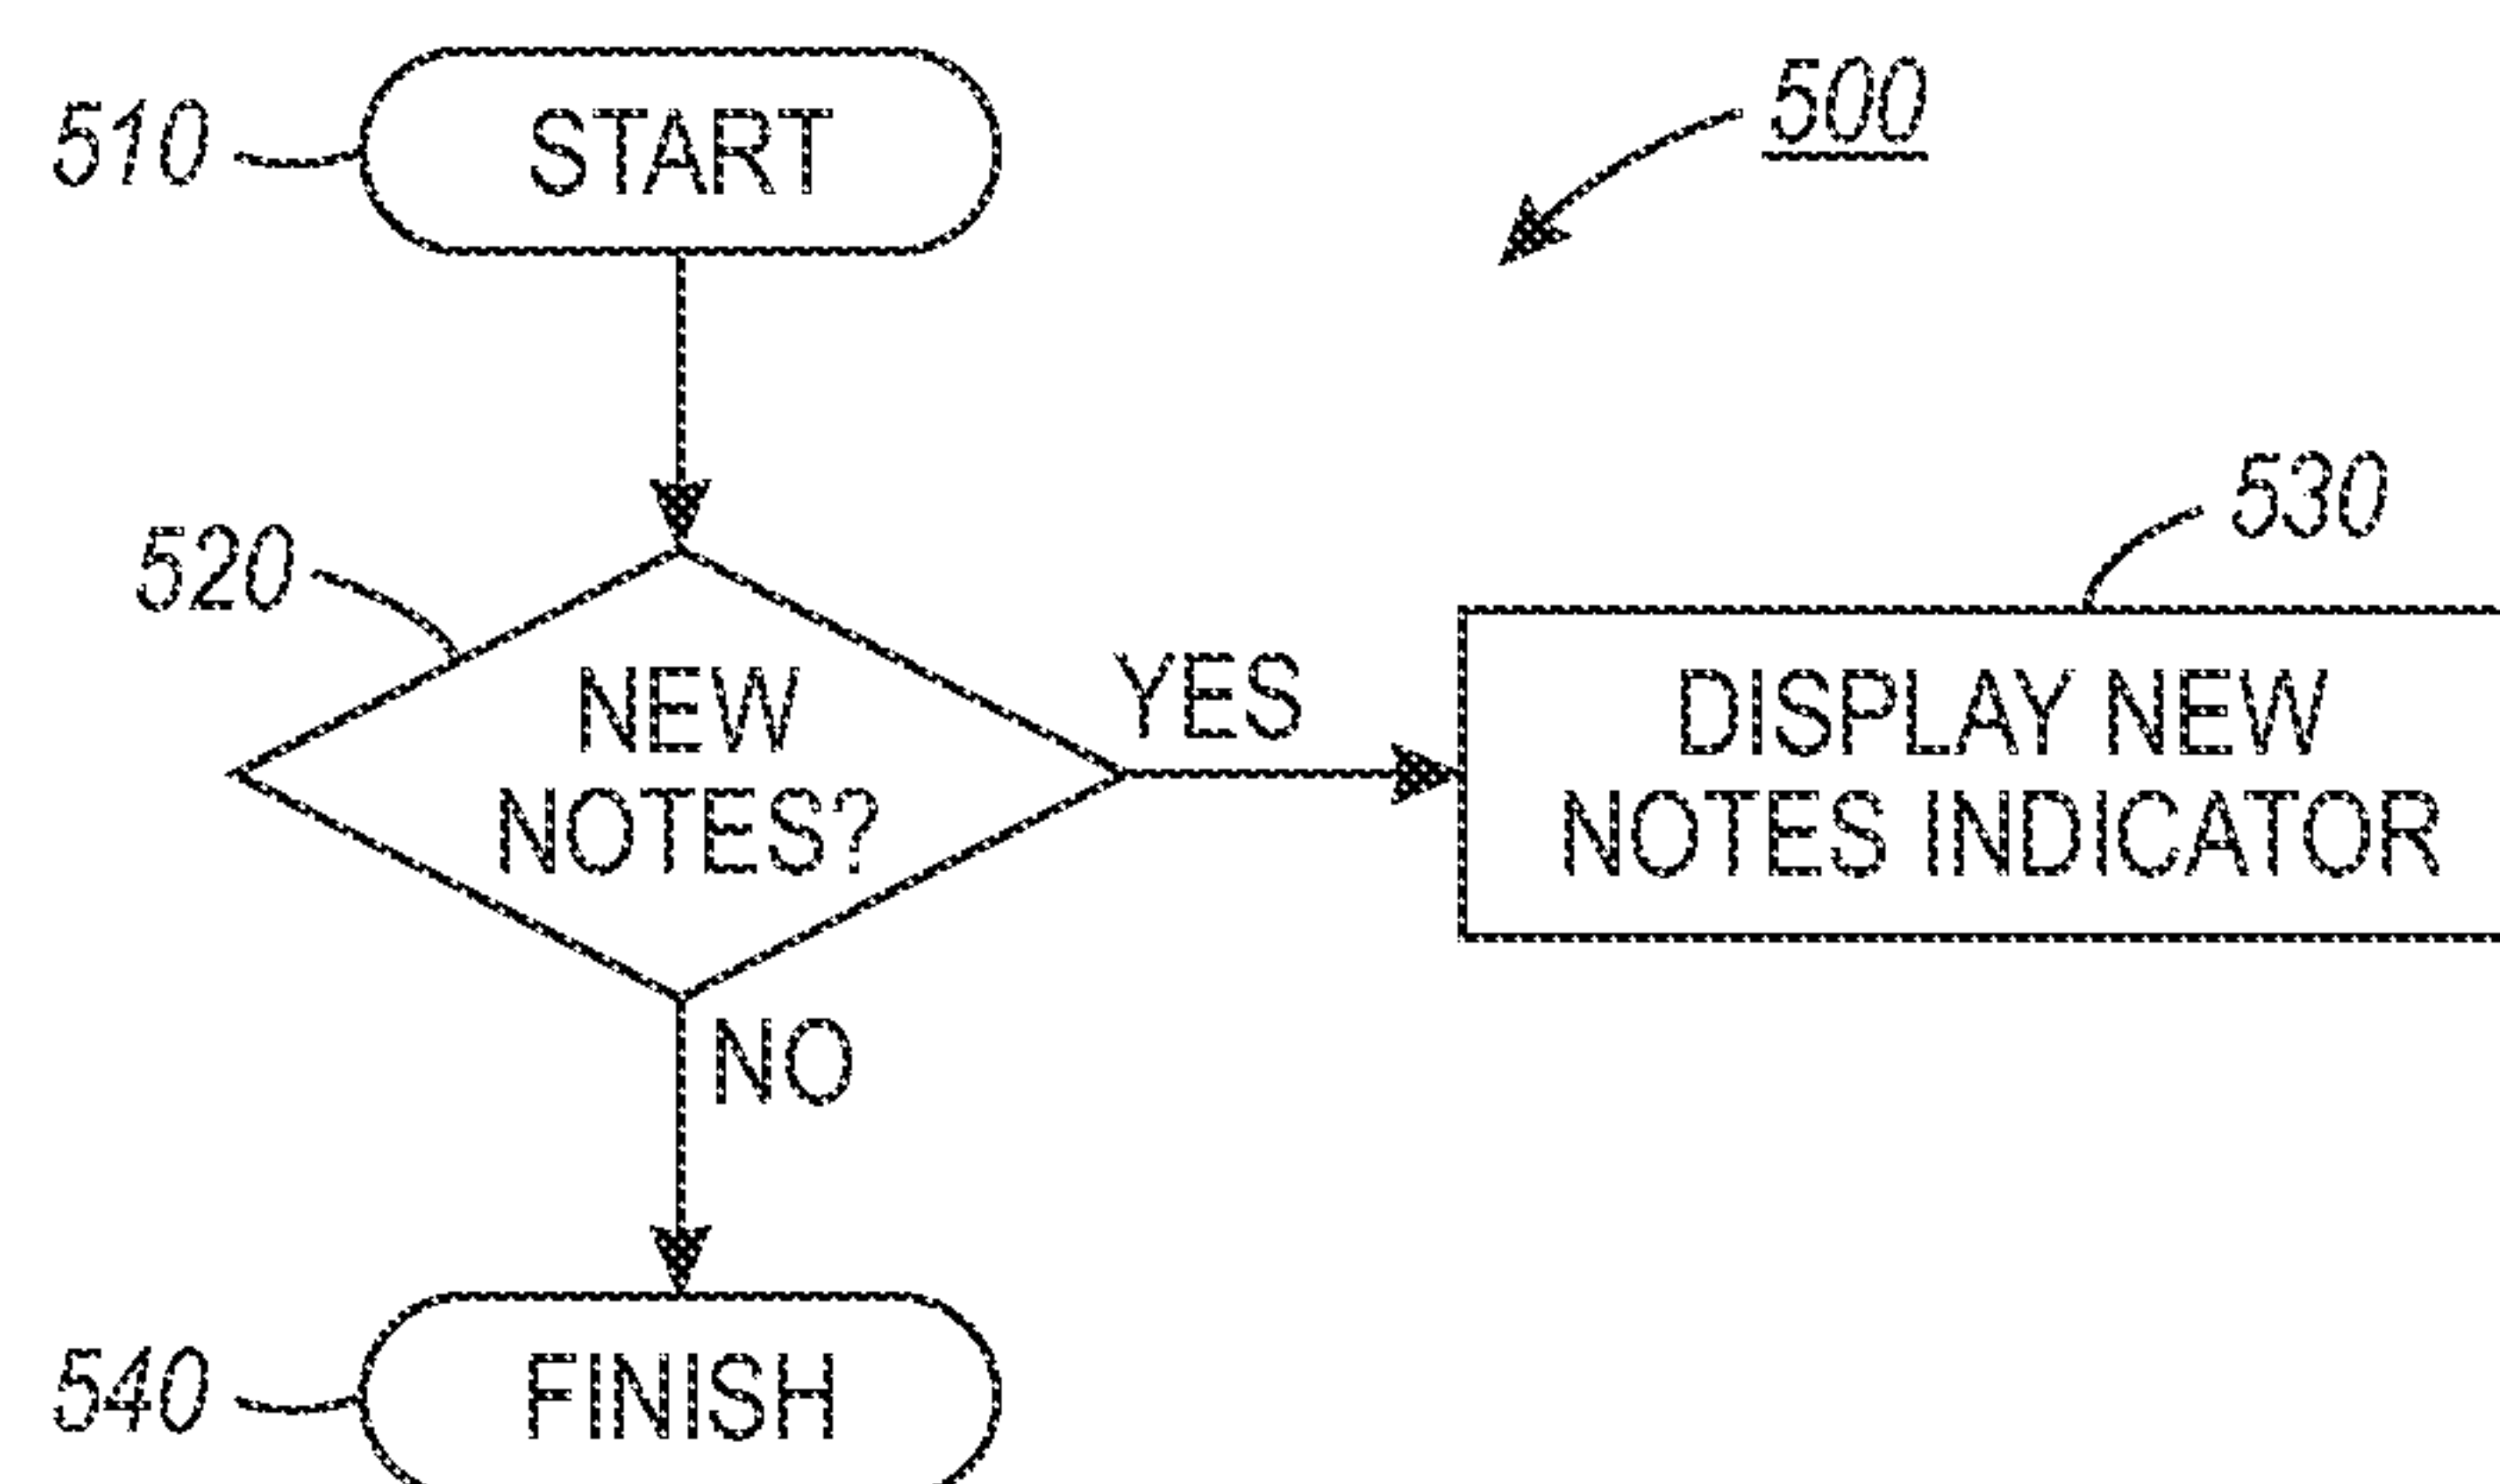 510
START
500
520
NEW
NOTES?
YES
530
DISPLAY NEW
NOTES INDICATOR
NO
540
FINISH